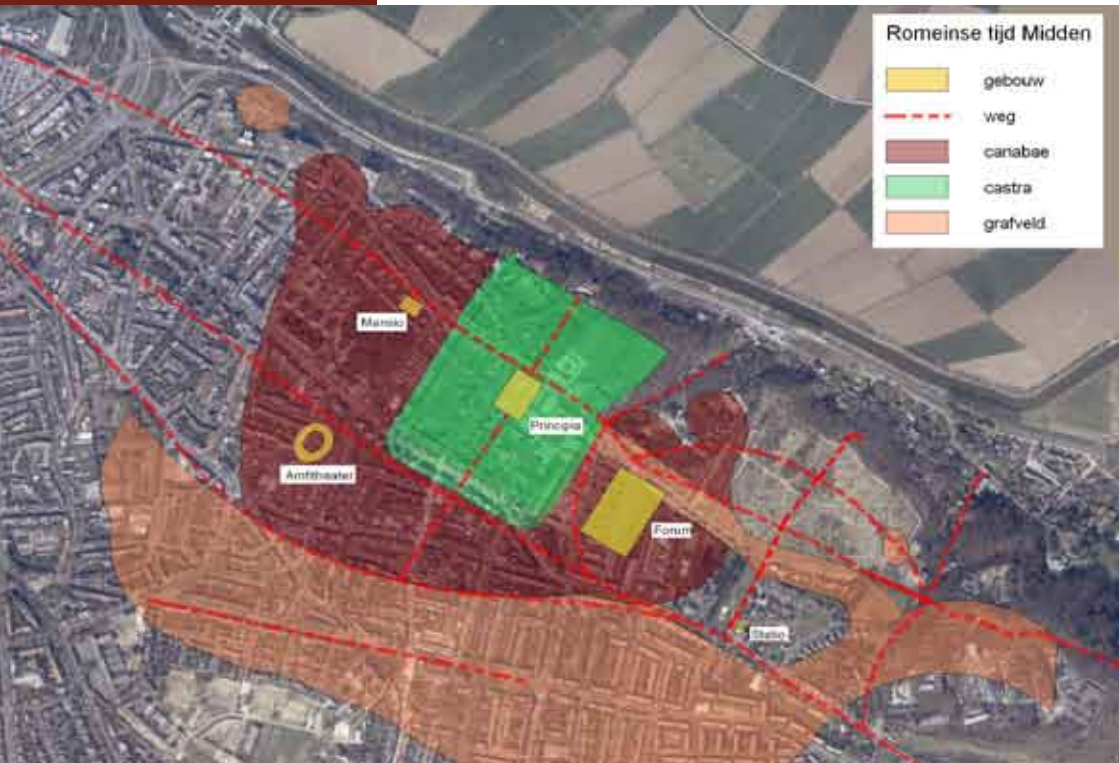 Romeinse tijd Midden
gebouw
weg
canabae
castra
grafveld
Mansio
Principia
Amfitheater
Forum
Statio